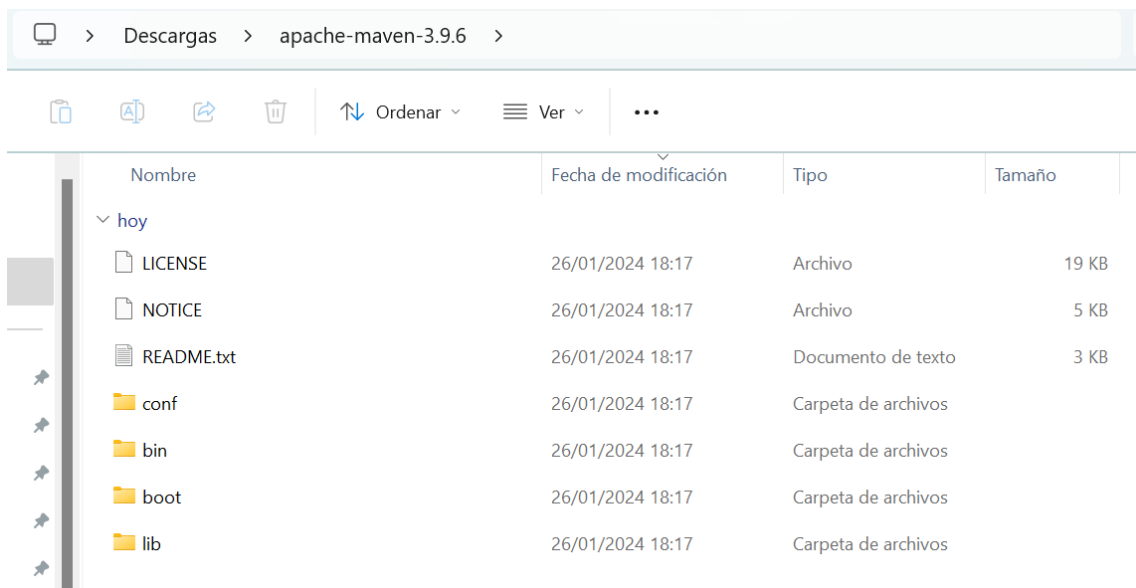 Descargas > apache-maven-3.9.6 >
Ordenar Ver
Nombre Fecha de modificación Tipo Tamaño
hoy
LICENSE 26/01/2024 18:17 Archivo 19 KB
NOTICE 26/01/2024 18:17 Archivo 5 KB
README.txt 26/01/2024 18:17 Documento de texto 3 KB
conf 26/01/2024 18:17 Carpeta de archivos
bin 26/01/2024 18:17 Carpeta de archivos
boot 26/01/2024 18:17 Carpeta de archivos
lib 26/01/2024 18:17 Carpeta de archivos